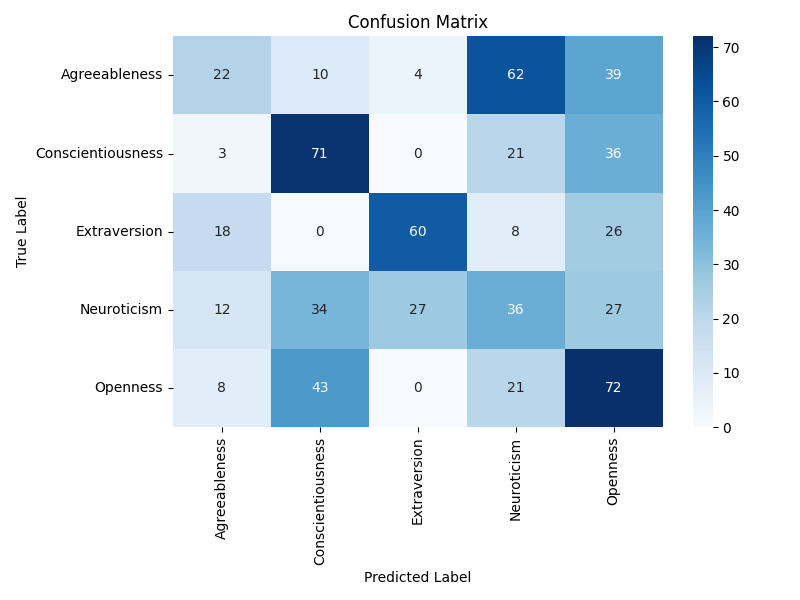 Confusion Matrix
True Label
Agreeableness 22 10 4 62 39
Conscientiousness 3 71 0 21 36
Extraversion 18 0 60 8 26
Neuroticism 12 34 27 36 27
Openness 8 43 0 21 72
Agreeableness
Conscientiousness
Extraversion
Neuroticism
Openness
Predicted Label
70
60
50
40
30
20
10
0